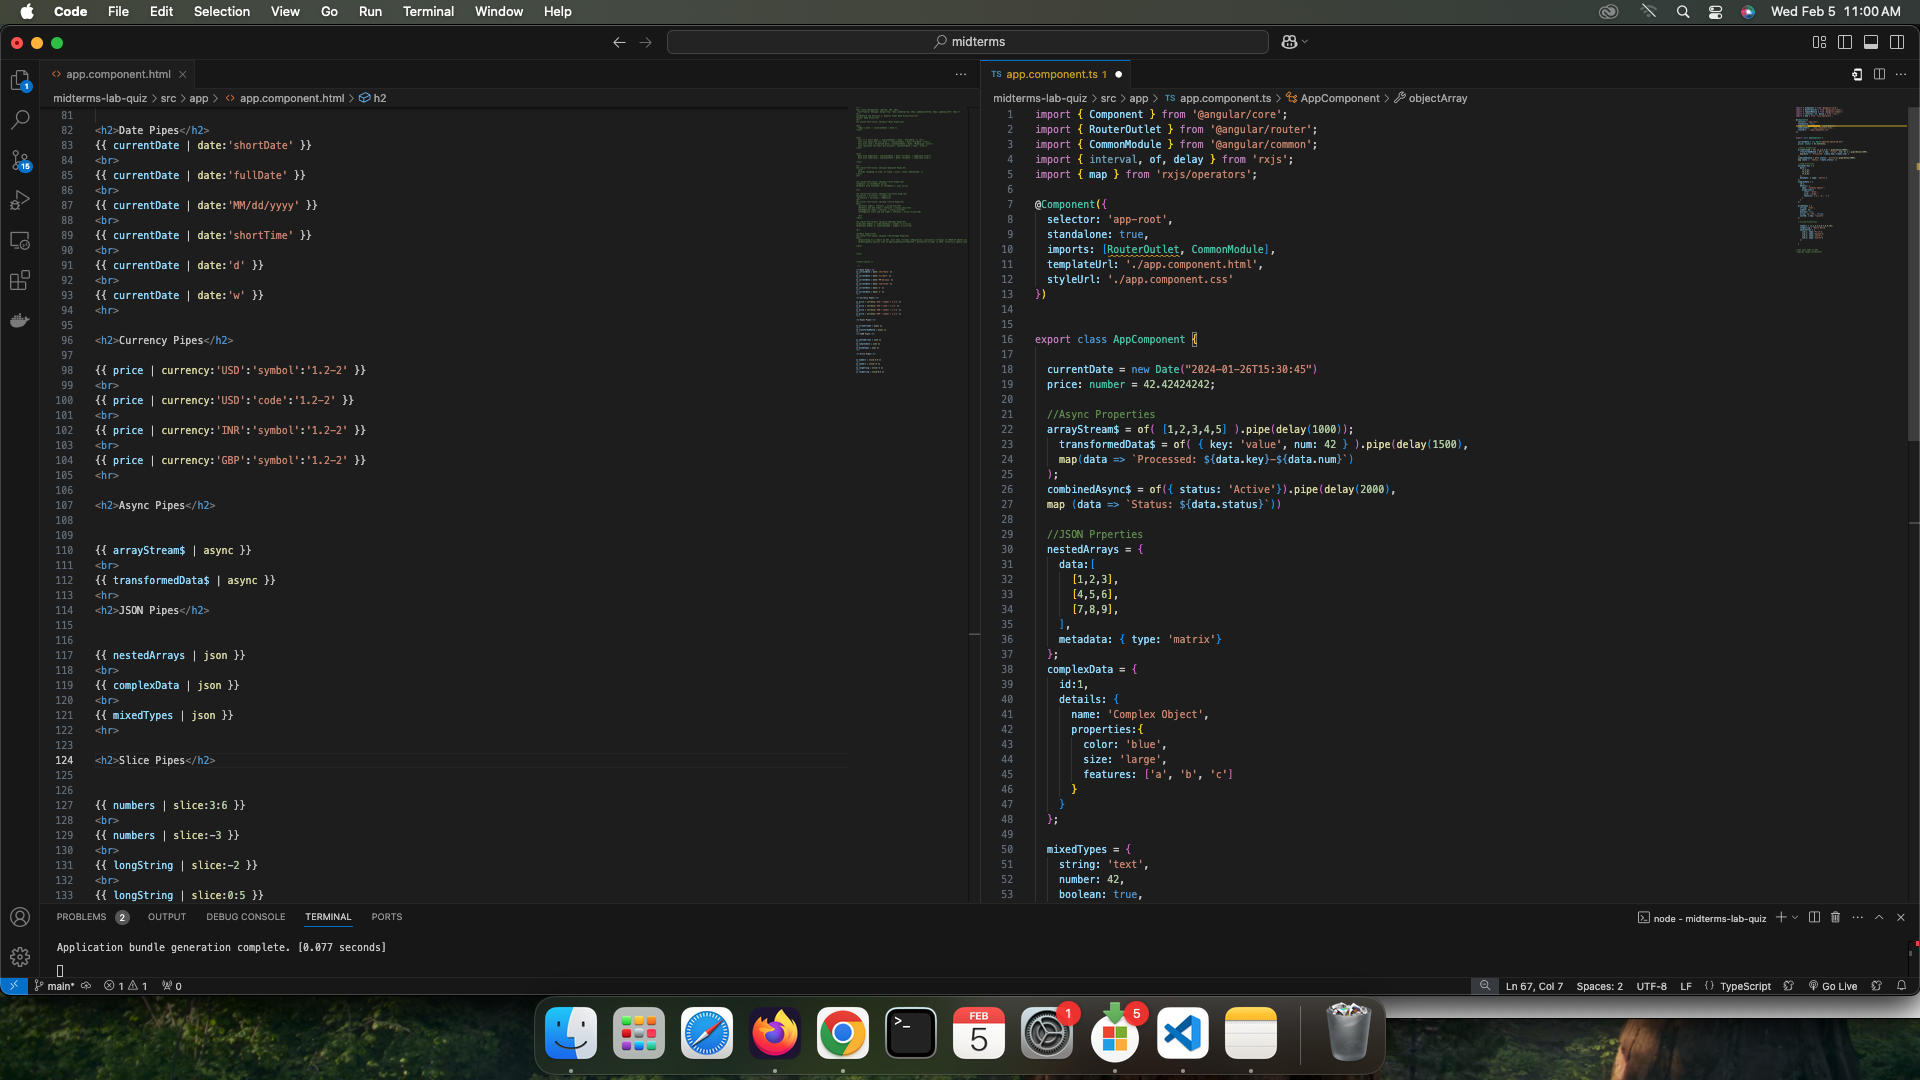 Code File Edit Selection View Go Run Terminal Window Help
Wed Feb 5 11:00 AM
midterms
app.component.html
midterms-lab-quiz > src > app > app.component.html > h2
81
82 <h2>Date Pipes</h2>
83 {{ currentDate | date:'shortDate' }}
84 <br>
85 {{ currentDate | date:'fullDate' }}
86 <br>
87 {{ currentDate | date:'MM/dd/yyyy' }}
88 <br>
89 {{ currentDate | date:'shortTime' }}
90 <br>
91 {{ currentDate | date:'d' }}
92 <br>
93 {{ currentDate | date:'w' }}
94 <hr>
95
96 <h2>Currency Pipes</h2>
97
98 {{ price | currency:'USD':'symbol':'1.2-2' }}
99 <br>
100 {{ price | currency:'USD':'code':'1.2-2' }}
101 <br>
102 {{ price | currency:'INR':'symbol':'1.2-2' }}
103 <br>
104 {{ price | currency:'GBP':'symbol':'1.2-2' }}
105 <hr>
106
107 <h2>Async Pipes</h2>
108
109
110 {{ arrayStream$ | async }}
111 <br>
112 {{ transformedData$ | async }}
113 <hr>
114 <h2>JSON Pipes</h2>
115
116
117 {{ nestedArrays | json }}
118 <br>
119 {{ complexData | json }}
120 <br>
121 {{ mixedTypes | json }}
122 <hr>
123
124 <h2>Slice Pipes</h2>
125
126
127 {{ numbers | slice:3:6 }}
128 <br>
129 {{ numbers | slice:-3 }}
130 <br>
131 {{ longString | slice:-2 }}
132 <br>
133 {{ longString | slice:0:5 }}
TS app.component.ts 1
midterms-lab-quiz > src > app > TS app.component.ts > AppComponent > objectArray
1 import { Component } from '@angular/core';
2 import { RouterOutlet } from '@angular/router';
3 import { CommonModule } from '@angular/common';
4 import { interval, of, delay } from 'rxjs';
5 import { map } from 'rxjs/operators';
6
7 @Component({
8 selector: 'app-root',
9 standalone: true,
10 imports: [RouterOutlet, CommonModule],
11 templateUrl: './app.component.html',
12 styleUrl: './app.component.css'
13 })
14
15
16 export class AppComponent {
17
18 currentDate = new Date("2024-01-26T15:30:45")
19 price: number = 42.42424242;
20
21 //Async Properties
22 arrayStream$ = of( [1,2,3,4,5] ).pipe(delay(1000));
23 transformedData$ = of( { key: 'value', num: 42 } ).pipe(delay(1500),
24 map(data => `Processed: ${data.key}-${data.num}`)
25 );
26 combinedAsync$ = of({ status: 'Active'}).pipe(delay(2000),
27 map (data => `Status: ${data.status}`))
28
29 //JSON Prperties
30 nestedArrays = {
31 data:[
32 [1,2,3],
33 [4,5,6],
34 [7,8,9],
35 ],
36 metadata: { type: 'matrix'}
37 };
38 complexData = {
39 id:1,
40 details: {
41 name: 'Complex Object',
42 properties:{
43 color: 'blue',
44 size: 'large',
45 features: ['a', 'b', 'c']
46 }
47 }
48 };
49
50 mixedTypes = {
51 string: 'text',
52 number: 42,
53 boolean: true,
PROBLEMS 2 OUTPUT DEBUG CONSOLE TERMINAL PORTS
node - midterms-lab-quiz
Application bundle generation complete. [0.077 seconds]
main* 1 1 0
Ln 67, Col 7 Spaces: 2 UTF-8 LF {} TypeScript Go Live
1
15
FEB
5
1
5
>_